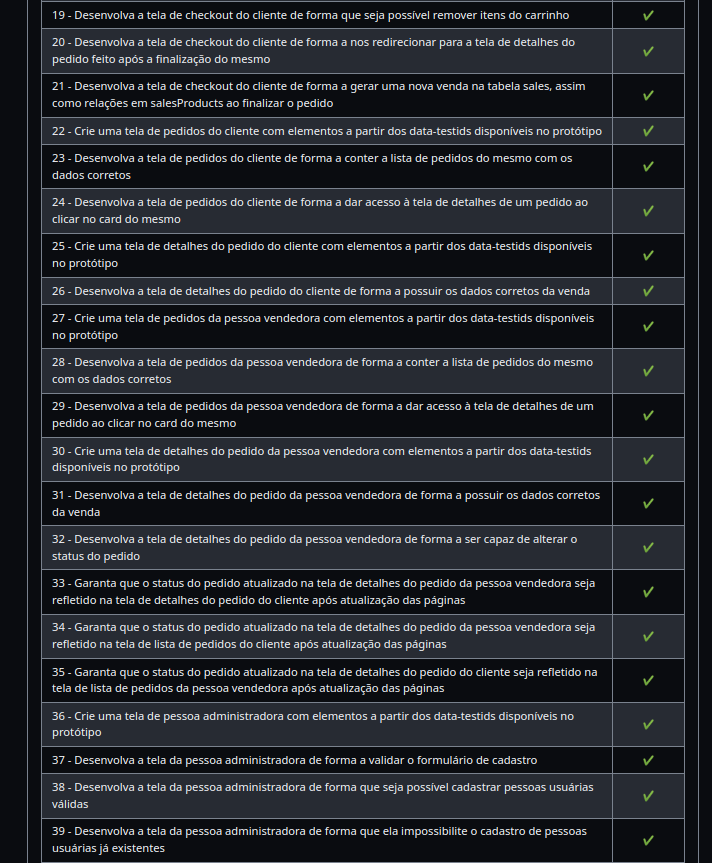 19 - Desenvolva a tela de checkout do cliente de forma que seja possível remover itens do carrinho
20 - Desenvolva a tela de checkout do cliente de forma a nos redirecionar para a tela de detalhes do
pedido feito após a finalização do mesmo
21 - Desenvolva a tela de checkout do cliente de forma a gerar uma nova venda na tabela sales, assim
como relações em salesProducts ao finalizar o pedido
22 - Crie uma tela de pedidos do cliente com elementos a partir dos data-testids disponíveis no protótipo
23 - Desenvolva a tela de pedidos do cliente de forma a conter a lista de pedidos do mesmo com os
dados corretos
24 - Desenvolva a tela de pedidos do cliente de forma a dar acesso à tela de detalhes de um pedido ao
clicar no card do mesmo
25 - Crie uma tela de detalhes do pedido do cliente com elementos a partir dos data-testids disponíveis
no protótipo
26 - Desenvolva a tela de detalhes do pedido do cliente de forma a possuir os dados corretos da venda
27 - Crie uma tela de pedidos da pessoa vendedora com elementos a partir dos data-testids disponíveis
no protótipo
28 - Desenvolva a tela de pedidos da pessoa vendedora de forma a conter a lista de pedidos do mesmo
com os dados corretos
29 - Desenvolva a tela de pedidos da pessoa vendedora de forma a dar acesso à tela de detalhes de um
pedido ao clicar no card do mesmo
30 - Crie uma tela de detalhes do pedido da pessoa vendedora com elementos a partir dos data-testids
disponíveis no protótipo
31 - Desenvolva a tela de detalhes do pedido da pessoa vendedora de forma a possuir os dados corretos
da venda
32 - Desenvolva a tela de detalhes do pedido da pessoa vendedora de forma a ser capaz de alterar o
status do pedido
33 - Garanta que o status do pedido atualizado na tela de detalhes do pedido da pessoa vendedora seja
refletido na tela de detalhes do pedido do cliente após atualização das páginas
34 - Garanta que o status do pedido atualizado na tela de detalhes do pedido da pessoa vendedora seja
refletido na tela de lista de pedidos do cliente após atualização das páginas
35 - Garanta que o status do pedido atualizado na tela de detalhes do pedido do cliente seja refletido na
tela de lista de pedidos da pessoa vendedora após atualização das páginas
36 - Crie uma tela de pessoa administradora com elementos a partir dos data-testids disponíveis no
protótipo
37 - Desenvolva a tela da pessoa administradora de forma a validar o formulário de cadastro
38 - Desenvolva a tela da pessoa administradora de forma que seja possível cadastrar pessoas usuárias
válidas
39 - Desenvolva a tela da pessoa administradora de forma que ela impossibilite o cadastro de pessoas
usuárias já existentes